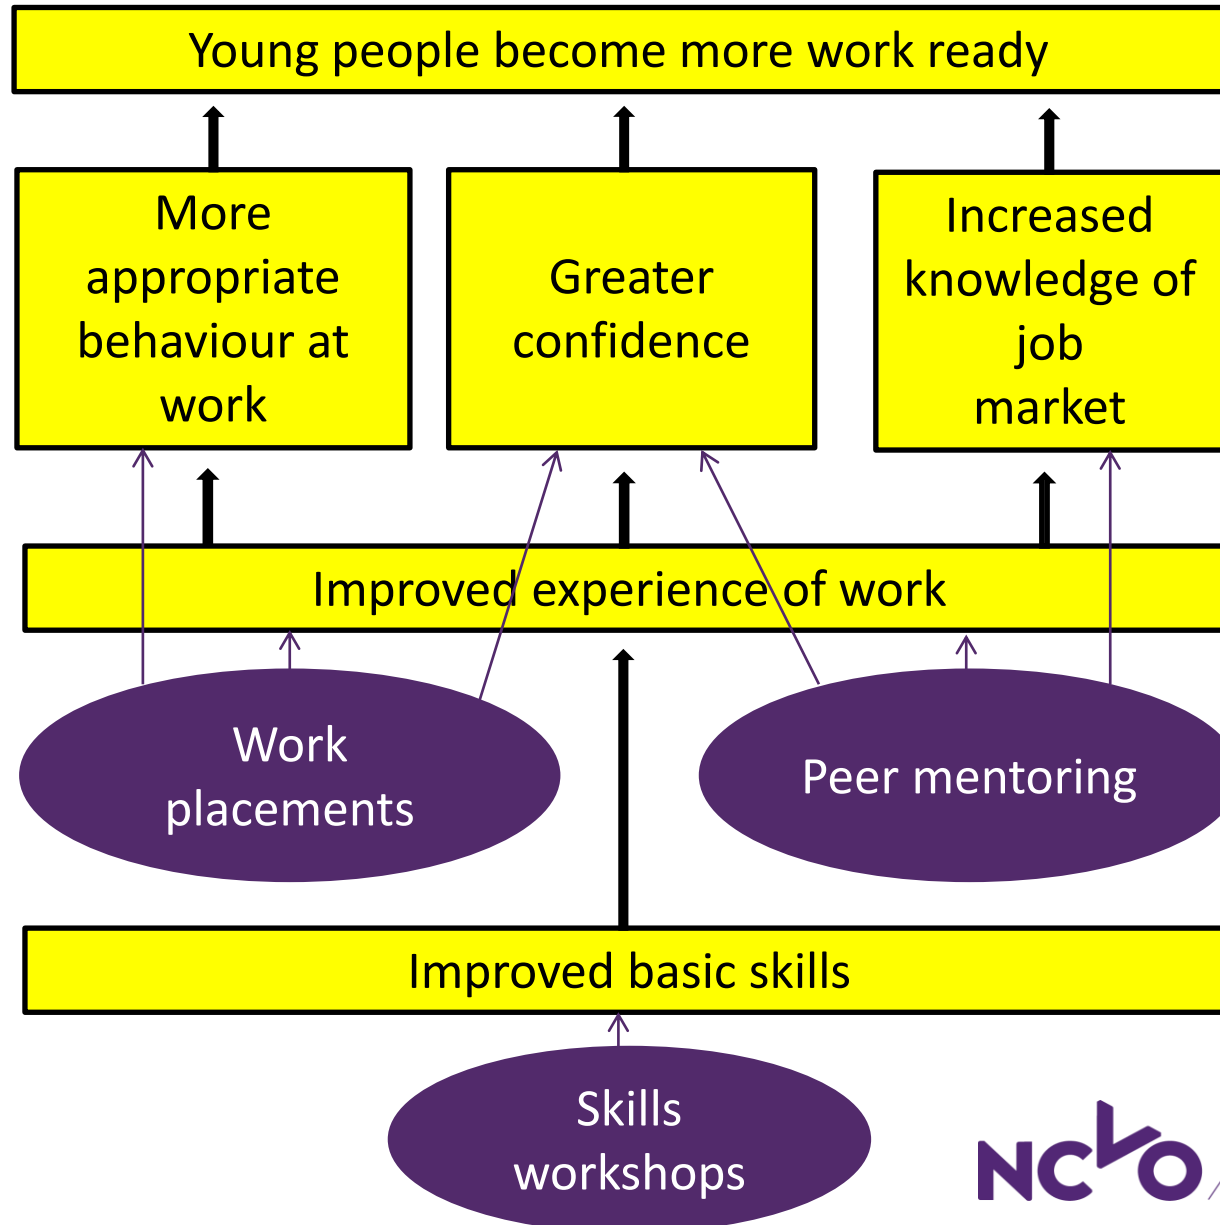 Young people become more work ready
More
appropriate
behaviour at
work
Greater
confidence
Increased
knowledge of
job
market
Improved experience of work
Work
placements
Peer mentoring
Improved basic skills
Skills
workshops
NCVO